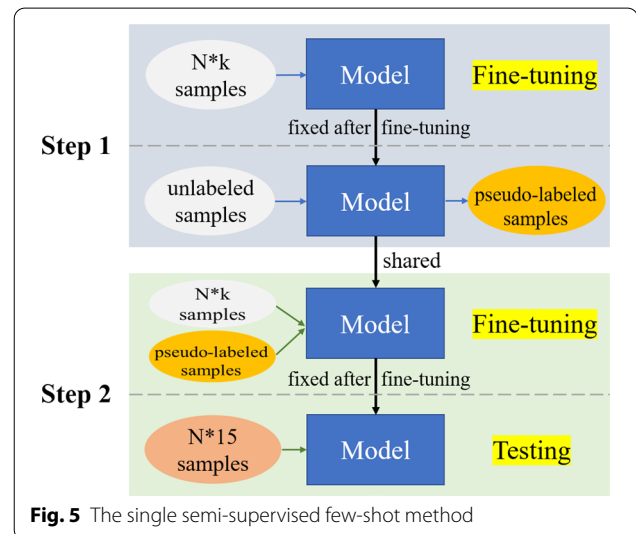 N*k
samples
Model
Fine-tuning
fixed after fine-tuning
Step 1
unlabeled
samples
Model
pseudo-labeled
samples
shared
N*k
samples
Model
Fine-tuning
pseudo-labeled
samples
fixed after fine-tuning
Step 2
N*15
samples
Model
Testing
Fig. 5 The single semi-supervised few-shot method